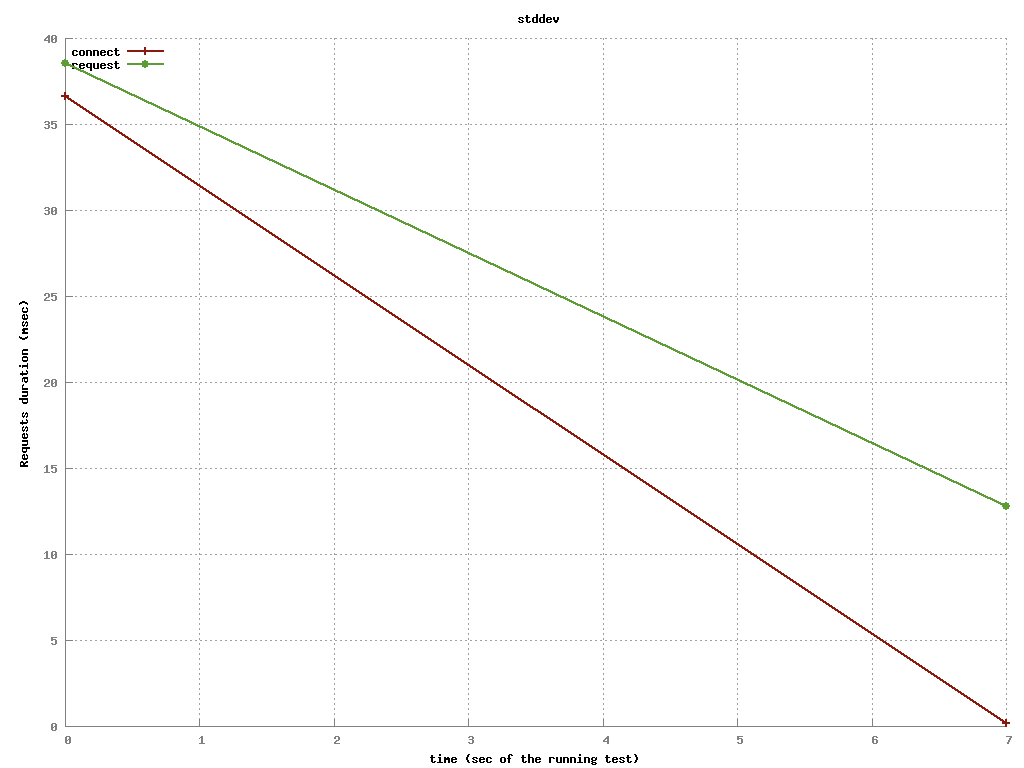 stddev
connect
request
40
35
30
25
20
15
10
5
0
Requests duration (msec)
0 1 2 3 4 5 6 7
time (sec of the running test)